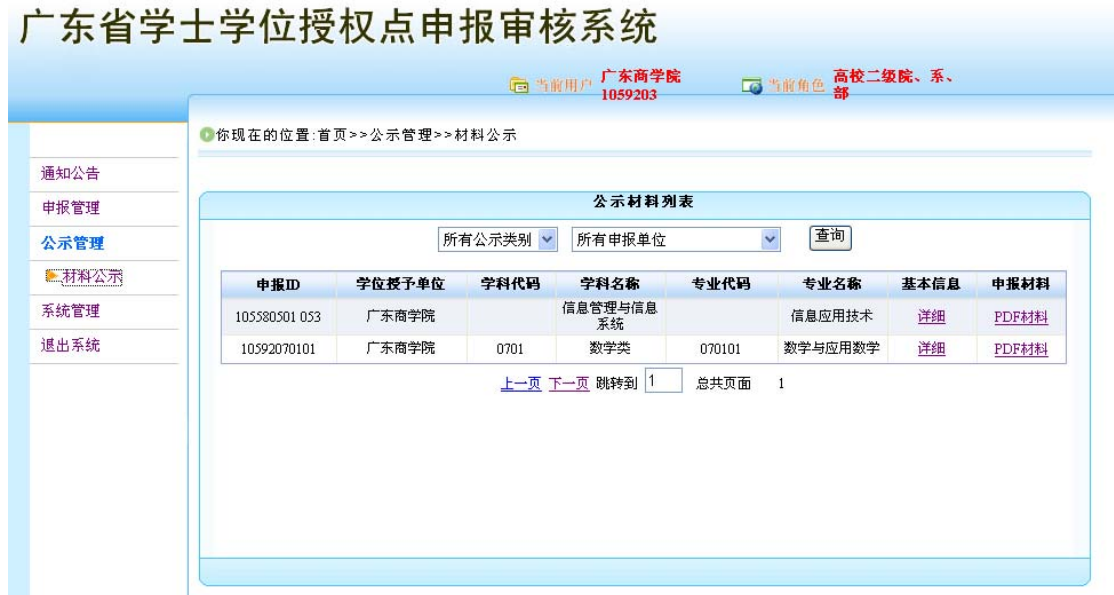 广东省学士学位授权点申报审核系统
当前用户 广东商学院 1059203 当前角色 高校二级院、系、部
你现在的位置:首页>>公示管理>>材料公示
通知公告
申报管理
公示管理
材料公示
系统管理
退出系统
公示材料列表
所有公示类别 所有申报单位 查询
申报ID 学位授予单位 学科代码 学科名称 专业代码 专业名称 基本信息 申报材料
105580501 053 广东商学院 信息管理与信息系统 信息应用技术 详细 PDF材料
10592070101 广东商学院 0701 数学类 070101 数学与应用数学 详细 PDF材料
上一页 下一页 跳转到 1 总共页面 1